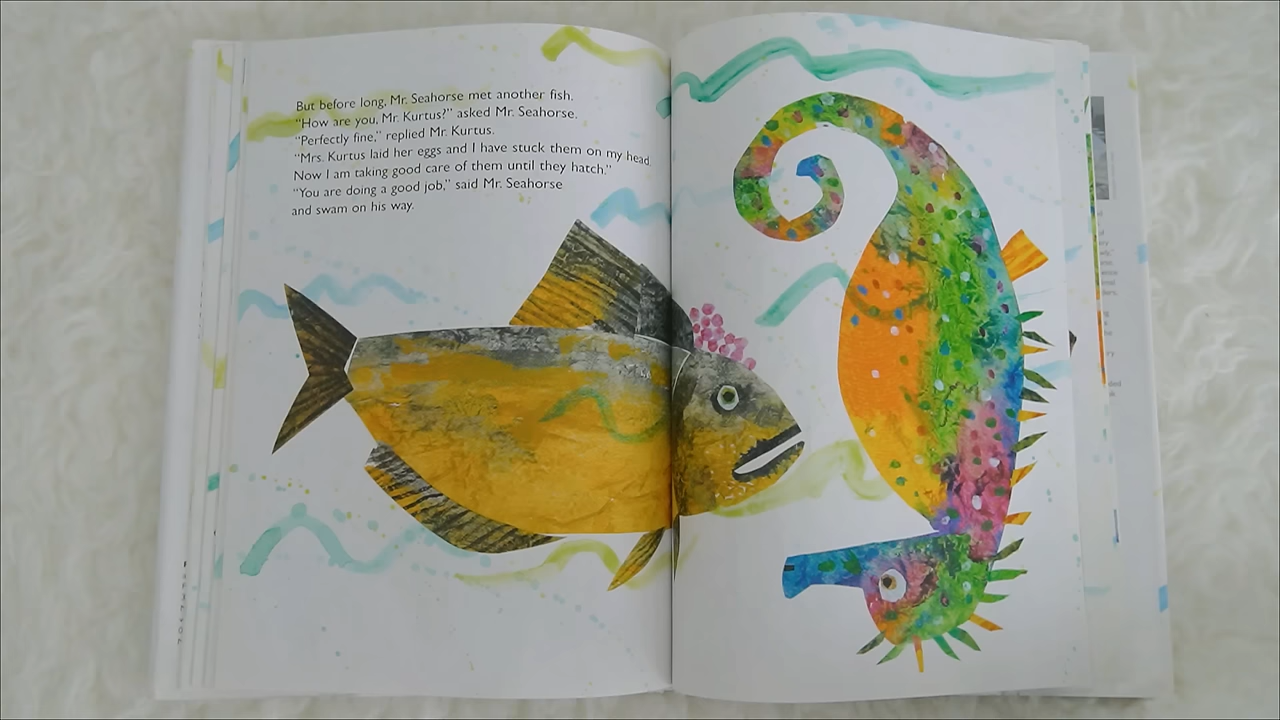 But before long, Mr. Seahorse met another fish.
"How are you, Mr. Kurtus?" asked Mr. Seahorse.
"Perfectly fine," replied Mr. Kurtus.
"Mrs. Kurtus laid her eggs and I have stuck them on my head.
Now I am taking good care of them until they hatch."
"You are doing a good job," said Mr. Seahorse
and swam on his way.